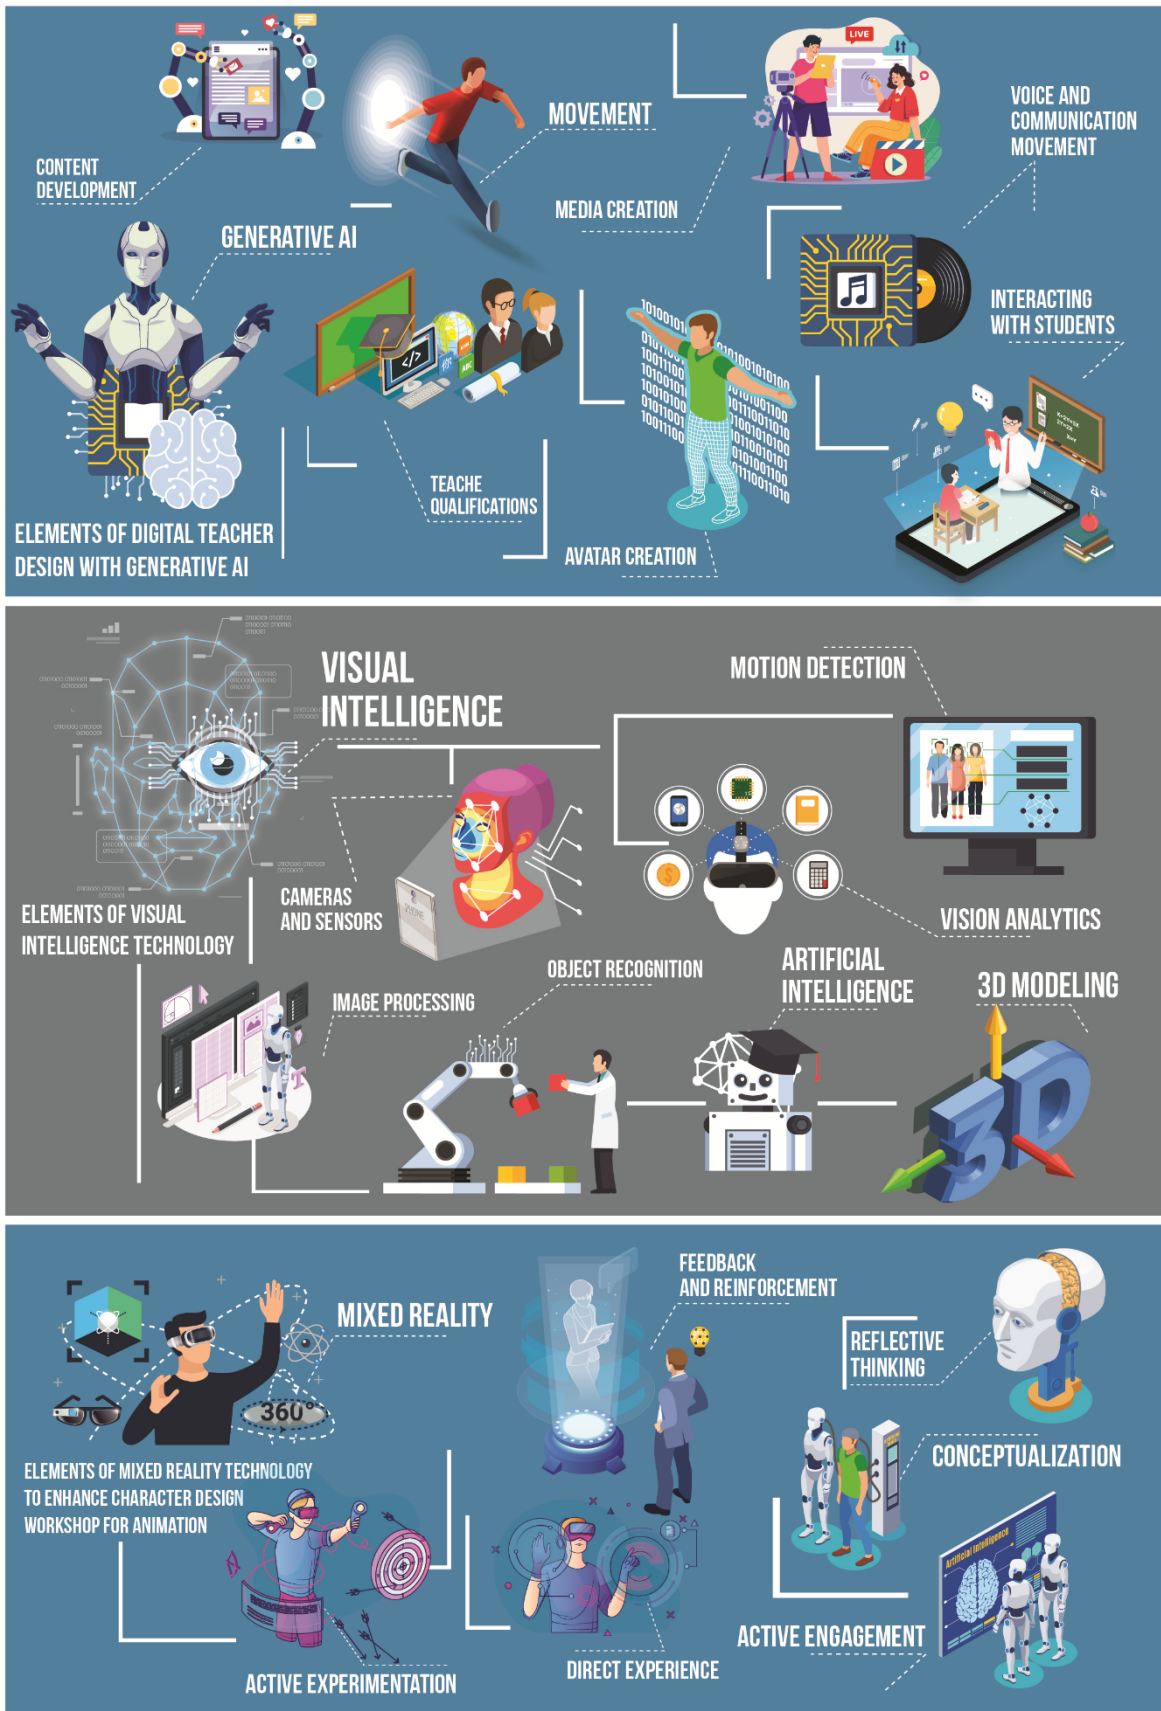 LIVE
VOICE AND
COMMUNICATION
MOVEMENT
MOVEMENT
CONTENT
DEVELOPMENT
MEDIA CREATION
GENERATIVE AI
INTERACTING
WITH STUDENTS
</>
ABC
TEACHE
QUALIFICATIONS
ELEMENTS OF DIGITAL TEACHER
DESIGN WITH GENERATIVE AI
AVATAR CREATION
VISUAL
INTELLIGENCE
MOTION DETECTION
CAMERAS
AND SENSORS
ELEMENTS OF VISUAL
INTELLIGENCE TECHNOLOGY
VISION ANALYTICS
OBJECT RECOGNITION
ARTIFICIAL
INTELLIGENCE
3D MODELING
IMAGE PROCESSING
T
3D
FEEDBACK
AND REINFORCEMENT
MIXED REALITY
REFLECTIVE
THINKING
360°
CONCEPTUALIZATION
ELEMENTS OF MIXED REALITY TECHNOLOGY
TO ENHANCE CHARACTER DESIGN
WORKSHOP FOR ANIMATION
Artificial Intelligence
ACTIVE ENGAGEMENT
DIRECT EXPERIENCE
ACTIVE EXPERIMENTATION